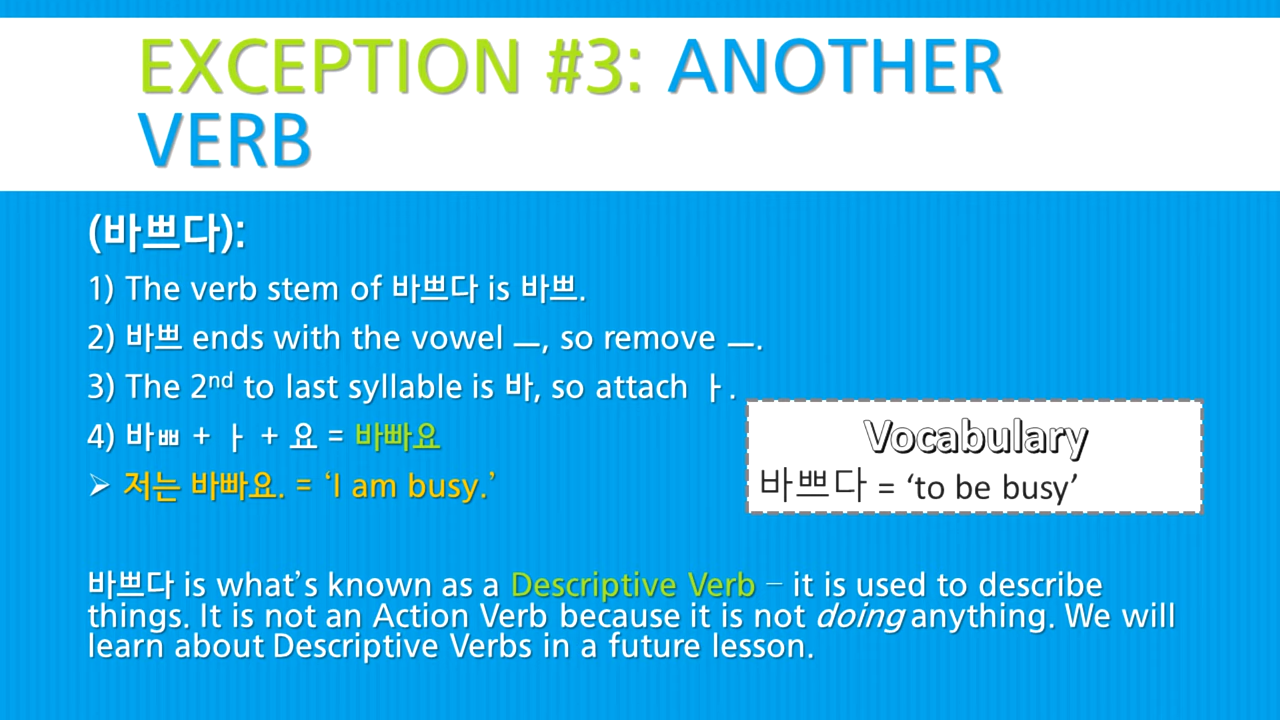 EXCEPTION #3: ANOTHER
VERB
(바쁘다):
1) The verb stem of 바쁘다 is 바쁘.
2) 바쁘 ends with the vowel ㅡ, so remove ㅡ.
3) The 2nd to last syllable is 바, so attach ㅏ.
4) 바ㅃ + ㅏ + 요 = 바빠요
➢ 저는 바빠요. = ‘I am busy.’
Vocabulary
바쁘다 = ‘to be busy’
바쁘다 is what’s known as a Descriptive Verb – it is used to describe
things. It is not an Action Verb because it is not doing anything. We will
learn about Descriptive Verbs in a future lesson.